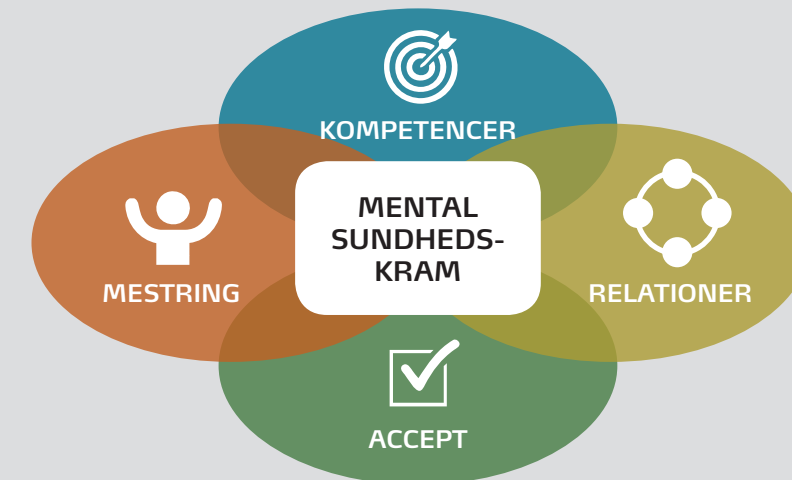 KOMPETENCER
MENTAL
SUNDHEDS-
KRAM
MESTRING
RELATIONER
ACCEPT